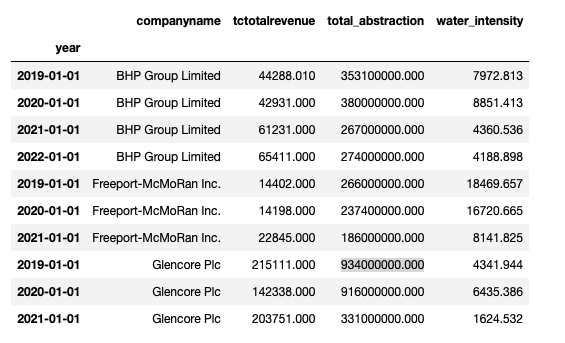 companyname tctotalrevenue total_abstraction water_intensity
year
2019-01-01 BHP Group Limited 44288.010 353100000.000 7972.813
2020-01-01 BHP Group Limited 42931.000 380000000.000 8851.413
2021-01-01 BHP Group Limited 61231.000 267000000.000 4360.536
2022-01-01 BHP Group Limited 65411.000 274000000.000 4188.898
2019-01-01 Freeport-McMoRan Inc. 14402.000 266000000.000 18469.657
2020-01-01 Freeport-McMoRan Inc. 14198.000 237400000.000 16720.665
2021-01-01 Freeport-McMoRan Inc. 22845.000 186000000.000 8141.825
2019-01-01 Glencore Plc 215111.000 934000000.000 4341.944
2020-01-01 Glencore Plc 142338.000 916000000.000 6435.386
2021-01-01 Glencore Plc 203751.000 331000000.000 1624.532